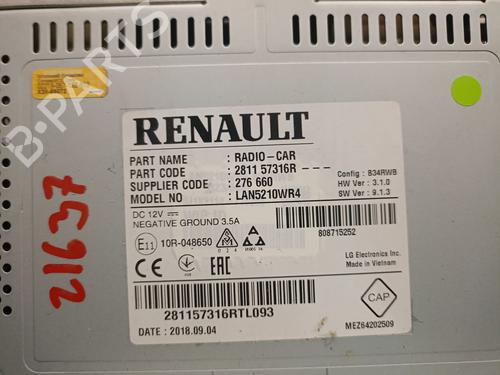 RENAULT
PART NAME : RADIO-CAR
PART CODE : 2811 57316R---
SUPPLIER CODE : 276 660
MODEL NO : LAN5210WR4
Config : B34RWB
HW Ver : 3.1.0
SW Ver : 9.1.3
DC 12V
NEGATIVE GROUND 3.5A
808715252
E11 10R-048650
CE EAC
LG Electronics Inc.
Made in Vietnam
281157316RTL093
CAP
DATE : 2018.09.04
MEZ64202509
21637
B-PARTS